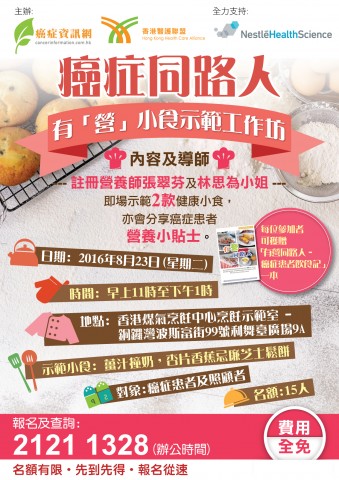 主辦:
全力支持:
癌症資訊網
cancerinformation.com.hk
香港醫護聯盟
Hong Kong Health Care Alliance
NestléHealthScience
癌症同路人
有「營」小食示範工作坊
內容及導師
註冊營養師張翠芬及林思為小姐
即場示範2款健康小食，
亦會分享癌症患者
營養小貼士。
每位參加者
可獲贈
「有營同路人 -
癌症患者飲食記」
一本
日期：2016年8月23日(星期二)
時間：早上11時至下午1時
地點：香港煤氣烹飪中心烹飪示範室 -
銅鑼灣波斯富街99號利舞臺廣場9A
示範小食：薑汁撞奶，香片香蕉忌廉芝士鬆餅
對象：癌症患者及照顧者
名額：15人
報名及查詢：
2121 1328 (辦公時間)
費用
全免
名額有限・先到先得・報名從速